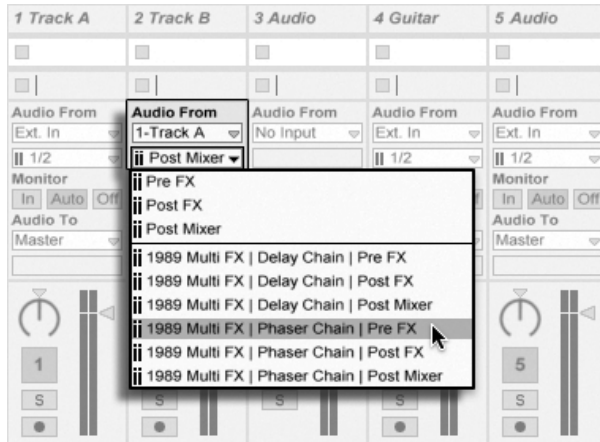 1 Track A 2 Track B 3 Audio 4 Guitar 5 Audio
Audio From Audio From Audio From Audio From Audio From
Ext. In 1-Track A No Input Ext. In Ext. In
1/2 Post Mixer 1/2 1/2
Monitor Pre FX Monitor
In Auto Off Post FX In Auto Off
Audio To Post Mixer Audio To
Master Master
1989 Multi FX | Delay Chain | Pre FX
1989 Multi FX | Delay Chain | Post FX
1989 Multi FX | Delay Chain | Post Mixer
1989 Multi FX | Phaser Chain | Pre FX
1 1989 Multi FX | Phaser Chain | Post FX 5
1989 Multi FX | Phaser Chain | Post Mixer
S S S S S